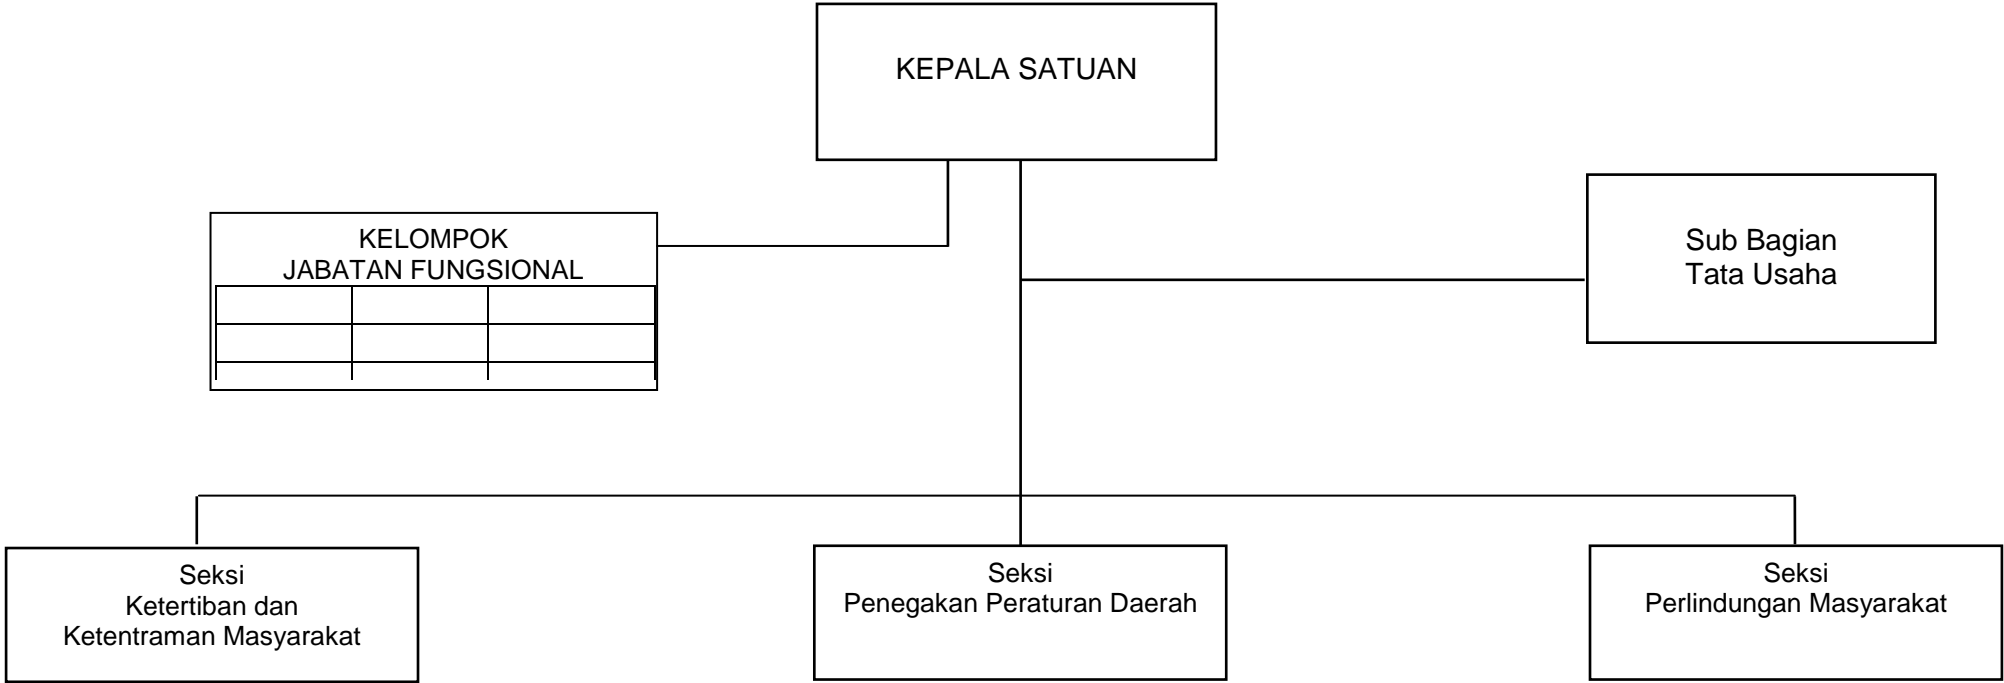 KEPALA SATUAN
KELOMPOK
JABATAN FUNGSIONAL
Sub Bagian
Tata Usaha
Seksi
Ketertiban dan
Ketentraman Masyarakat
Seksi
Penegakan Peraturan Daerah
Seksi
Perlindungan Masyarakat